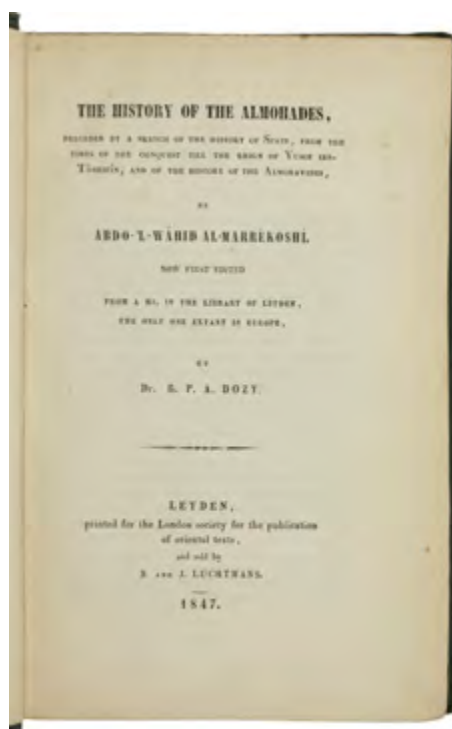 THE HISTORY OF THE ALMOHADES,
PRECEDED BY A SKETCH OF THE HISTORY OF SPAIN, FROM THE
TIMES OF THE CONQUEST TILL THE REIGN OF YUSOF IBN-
TÁSHIFÍN, AND OF THE HISTORY OF THE ALMORAVIDES,
BY
ABDO-'L-WÁHID AL-MARRÉKOSHÍ.
NOW FIRST EDITED
FROM A MS. IN THE LIBRARY OF LEYDEN,
THE ONLY ONE EXTANT IN EUROPE,
BY
Dr. R. P. A. DOZY.
LEYDEN,
printed for the London society for the publication
of oriental texts,
and sold by
S. AND J. LUCHTMANS.
1847.